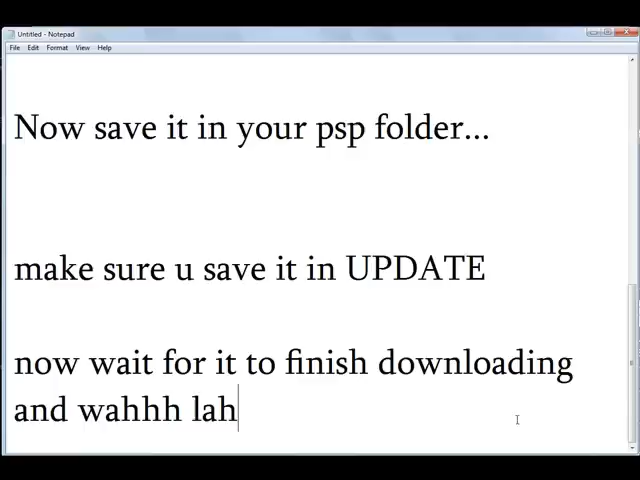 Untitled - Notepad
File Edit Format View Help
Now save it in your psp folder...
make sure u save it in UPDATE
now wait for it to finish downloading
and wahhh lah